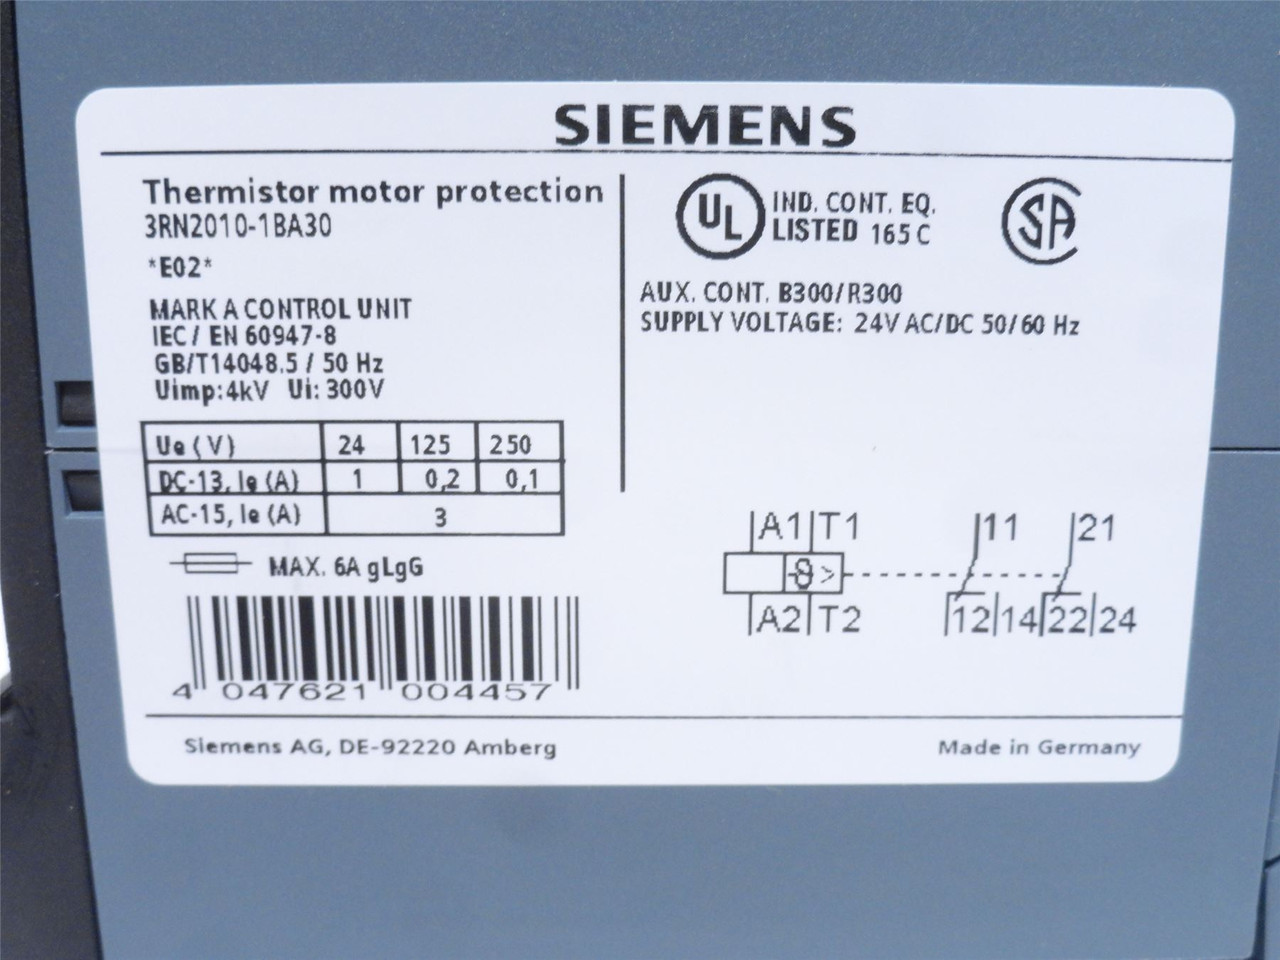 SIEMENS
Thermistor motor protection
3RN2010-1BA30
*E02*
MARK A CONTROL UNIT
IEC / EN 60947-8
GB/T14048.5 / 50 Hz
Uimp:4kV Ui: 300V
Ue (V) 24 125 250
DC-13, Ie (A) 1 0,2 0,1
AC-15, Ie (A) 3
MAX. 6A gLgG
4 047621 004457
UL IND. CONT. EQ.
LISTED 165 C
SA
AUX. CONT. B300/R300
SUPPLY VOLTAGE: 24V AC/DC 50/60 Hz
A1 T1 11 21
A2 T2 12 14 22 24
Siemens AG, DE-92220 Amberg
Made in Germany